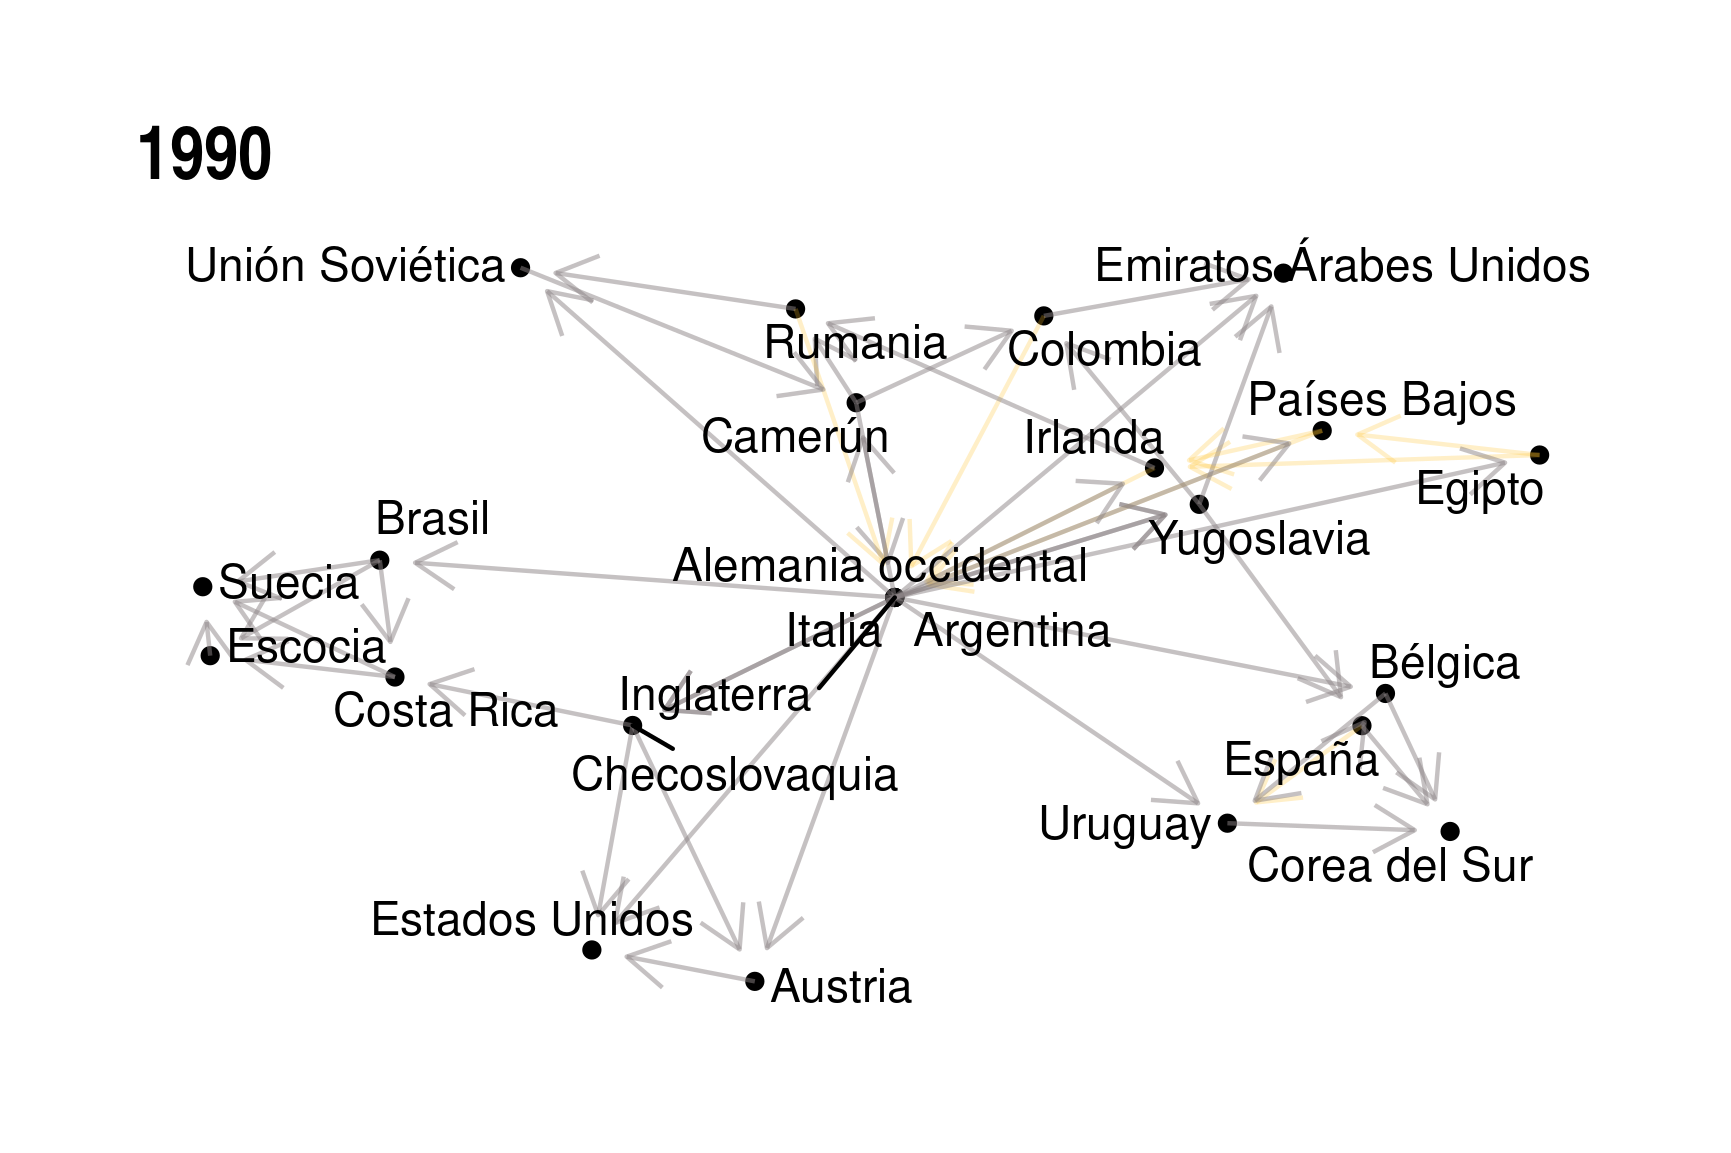 1990
Unión Soviética
Emiratos Árabes Unidos
Rumania
Colombia
Países Bajos
Camerún
Irlanda
Egipto
Brasil
Yugoslavia
Alemania occidental
Suecia
Italia
Argentina
Escocia
Bélgica
Inglaterra
Costa Rica
España
Checoslovaquia
Uruguay
Corea del Sur
Estados Unidos
Austria